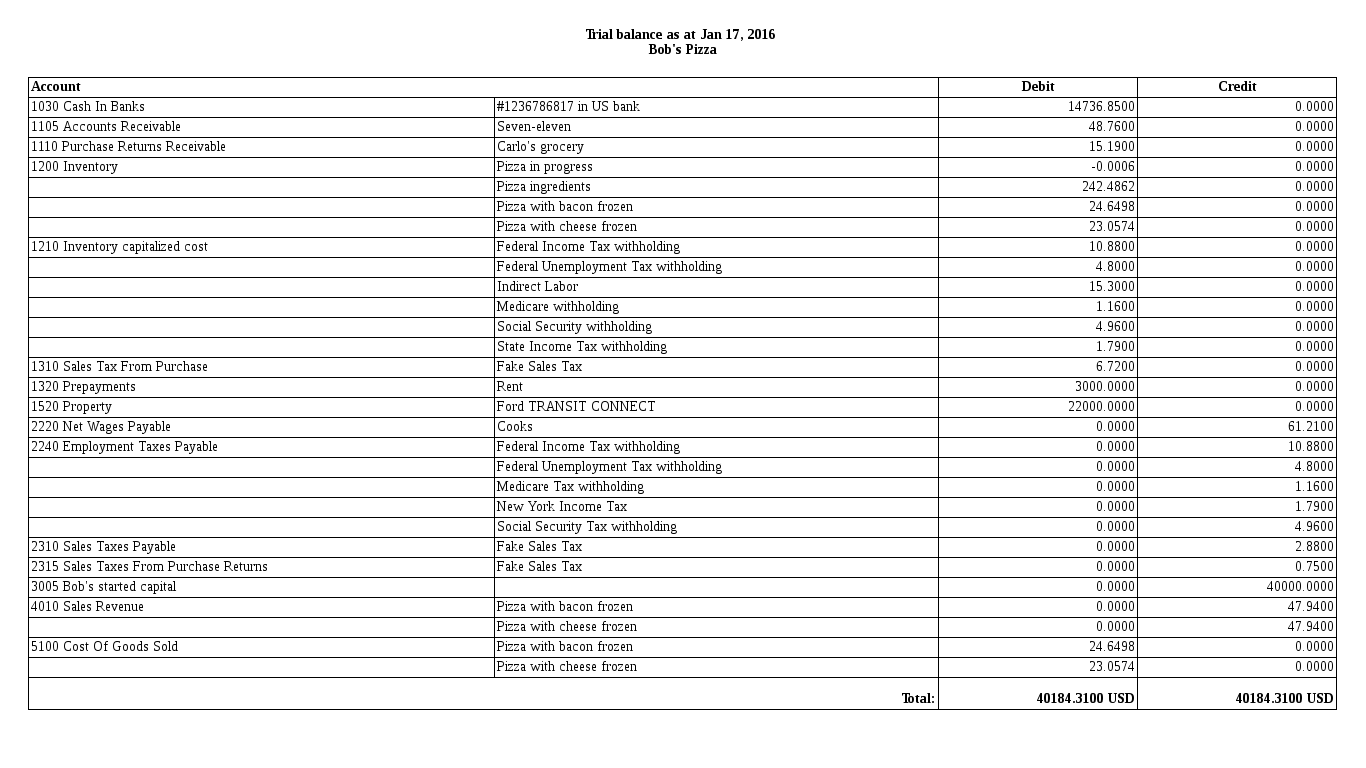 Trial balance as at Jan 17, 2016
Bob's Pizza
Account Debit Credit
1030 Cash In Banks #1236786817 in US bank 14736.8500 0.0000
1105 Accounts Receivable Seven-eleven 48.7600 0.0000
1110 Purchase Returns Receivable Carlo's grocery 15.1900 0.0000
1200 Inventory Pizza in progress -0.0006 0.0000
Pizza ingredients 242.4862 0.0000
Pizza with bacon frozen 24.6498 0.0000
Pizza with cheese frozen 23.0574 0.0000
1210 Inventory capitalized cost Federal Income Tax withholding 10.8800 0.0000
Federal Unemployment Tax withholding 4.8000 0.0000
Indirect Labor 15.3000 0.0000
Medicare withholding 1.1600 0.0000
Social Security withholding 4.9600 0.0000
State Income Tax withholding 1.7900 0.0000
1310 Sales Tax From Purchase Fake Sales Tax 6.7200 0.0000
1320 Prepayments Rent 3000.0000 0.0000
1520 Property Ford TRANSIT CONNECT 22000.0000 0.0000
2220 Net Wages Payable Cooks 0.0000 61.2100
2240 Employment Taxes Payable Federal Income Tax withholding 0.0000 10.8800
Federal Unemployment Tax withholding 0.0000 4.8000
Medicare Tax withholding 0.0000 1.1600
New York Income Tax 0.0000 1.7900
Social Security Tax withholding 0.0000 4.9600
2310 Sales Taxes Payable Fake Sales Tax 0.0000 2.8800
2315 Sales Taxes From Purchase Returns Fake Sales Tax 0.0000 0.7500
3005 Bob's started capital 0.0000 40000.0000
4010 Sales Revenue Pizza with bacon frozen 0.0000 47.9400
Pizza with cheese frozen 0.0000 47.9400
5100 Cost Of Goods Sold Pizza with bacon frozen 24.6498 0.0000
Pizza with cheese frozen 23.0574 0.0000
Total: 40184.3100 USD 40184.3100 USD